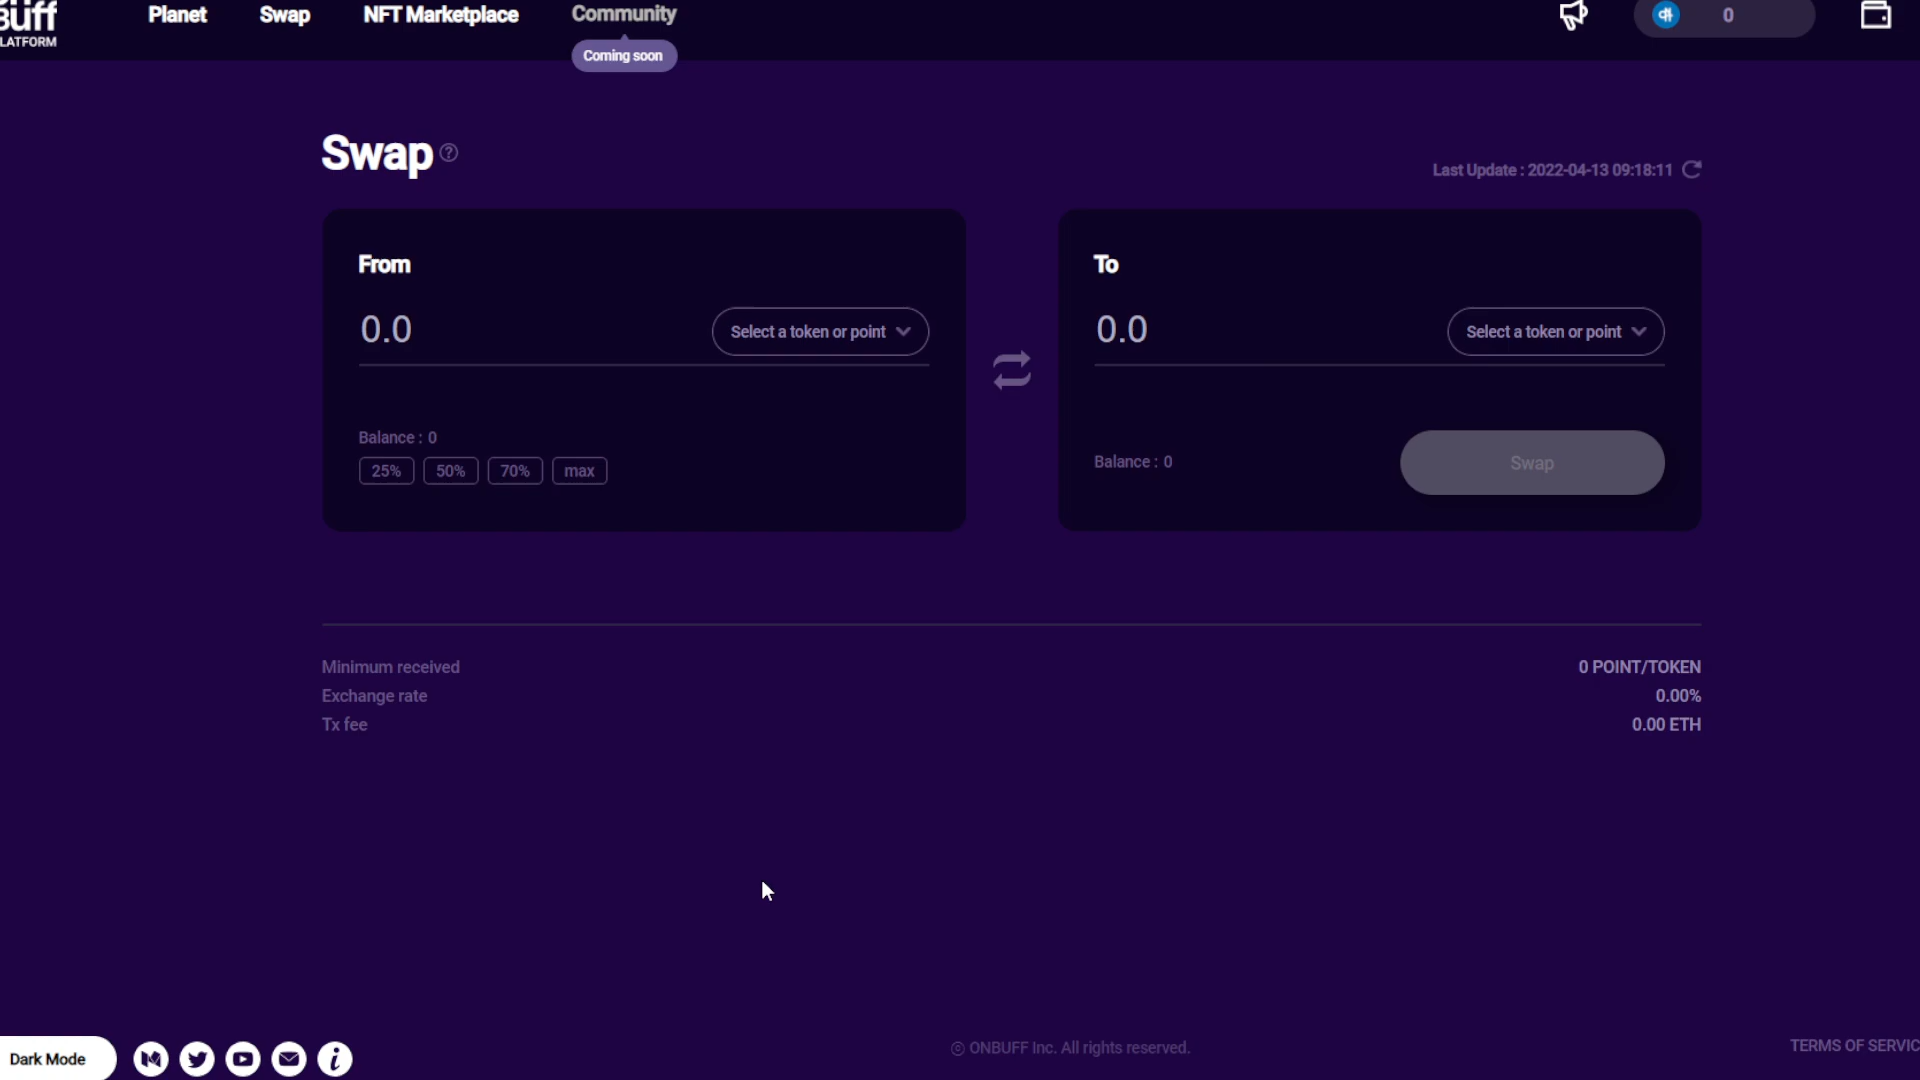 Buff
LATFORM
Planet
Swap
NFT Marketplace
Community
Coming soon
0
Swap
Last Update : 2022-04-13 09:18:11
From
0.0
Select a token or point
Balance : 0
25%
50%
70%
max
To
0.0
Select a token or point
Balance : 0
Swap
Minimum received
0 POINT/TOKEN
Exchange rate
0.00%
Tx fee
0.00 ETH
Dark Mode
© ONBUFF Inc. All rights reserved.
TERMS OF SERVIC